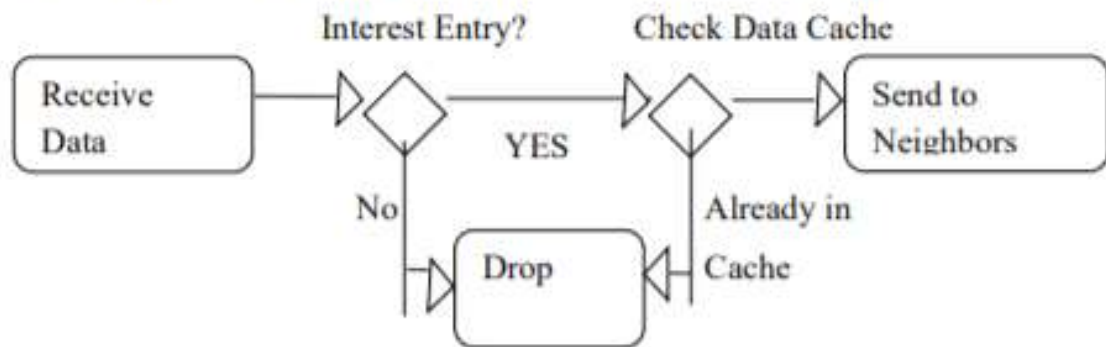 Interest Entry?
Check Data Cache
Receive
Data
Send to
Neighbors
YES
No
Already in
Cache
Drop